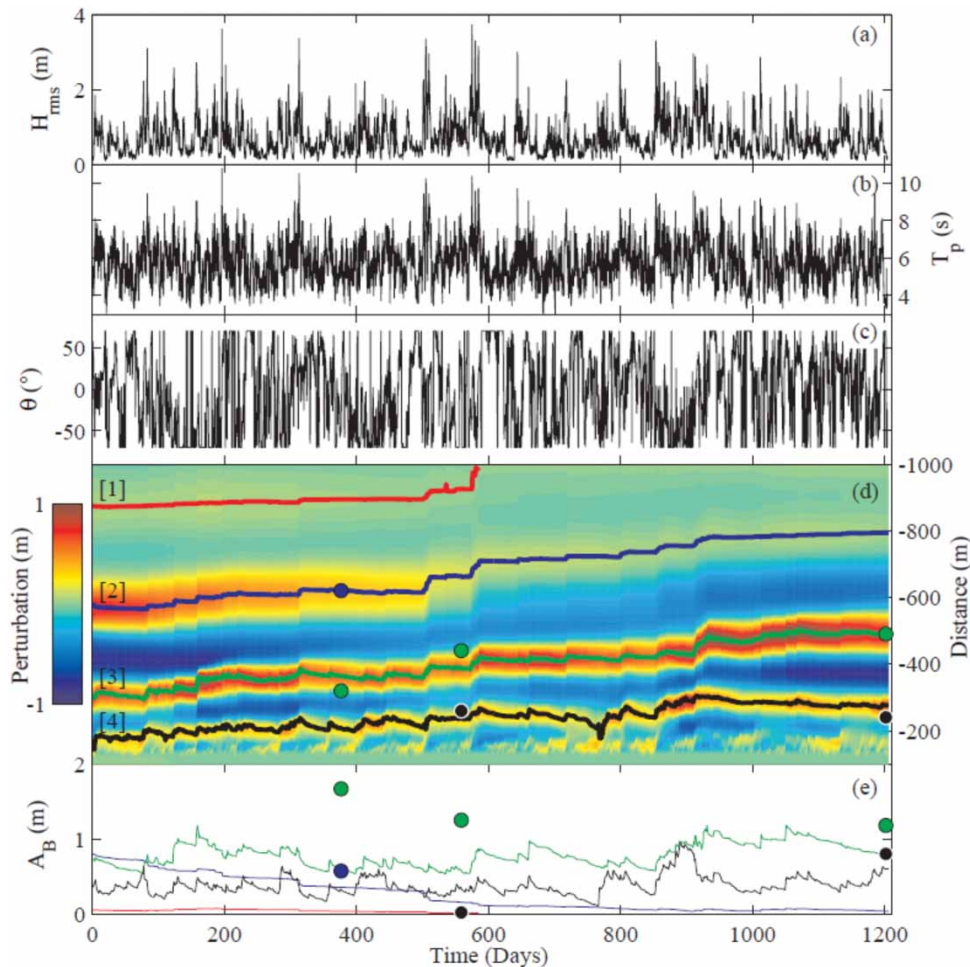 4
(a)
H_rms (m)
2
0
(b)
10
8
T_p (s)
6
4
(c)
50
θ (°)
0
-50
-1000
[1]
(d)
1
Perturbation (m)
-800
[2]
-600
Distance (m)
[3]
-400
-1
[4]
-200
2
(e)
A_B (m)
1
0
0 200 400 600 800 1000 1200
Time (Days)